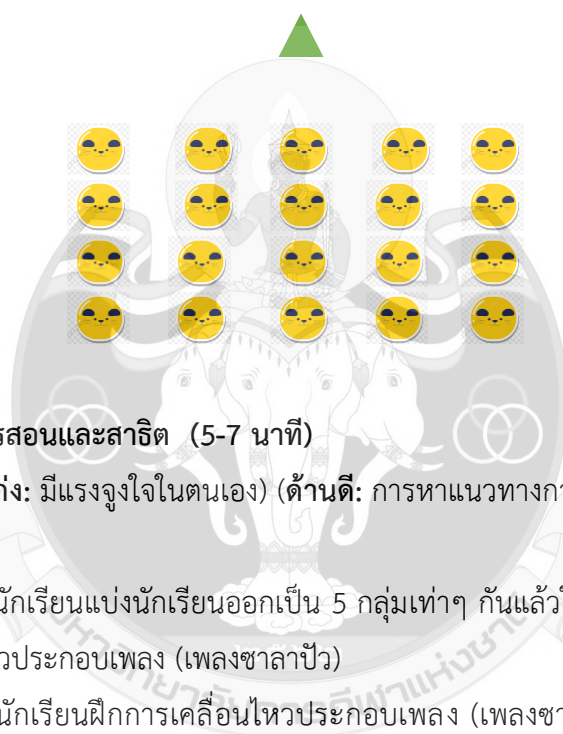 รสอนและสาธิต (5-7 นาที)
ก่ง: มีแรงจูงใจในตนเอง) (ด้านดี: การหาแนวทางกา
นักเรียนแบ่งนักเรียนออกเป็น 5 กลุ่มเท่าๆ กันแล้วใ
วประกอบเพลง (เพลงซาลาปัว)
นักเรียนฝึกการเคลื่อนไหวประกอบเพลง (เพลงซา